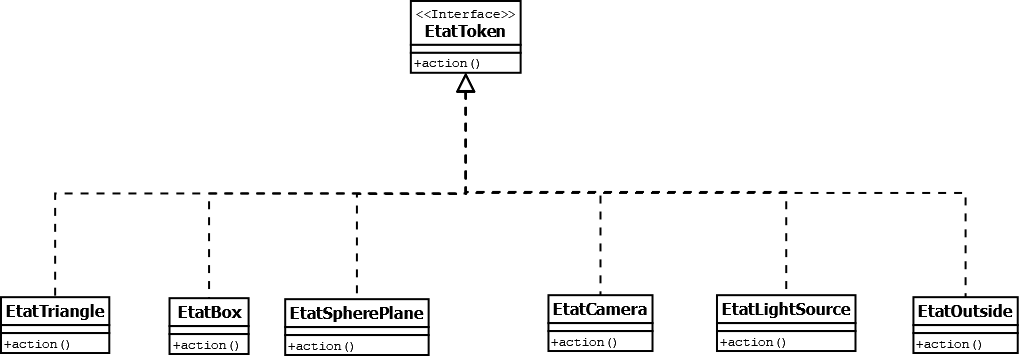 <<Interface>>
EtatToken
+action()
EtatTriangle
+action()
EtatBox
+action()
EtatSpherePlane
+action()
EtatCamera
+action()
EtatLightSource
+action()
EtatOutside
+action()